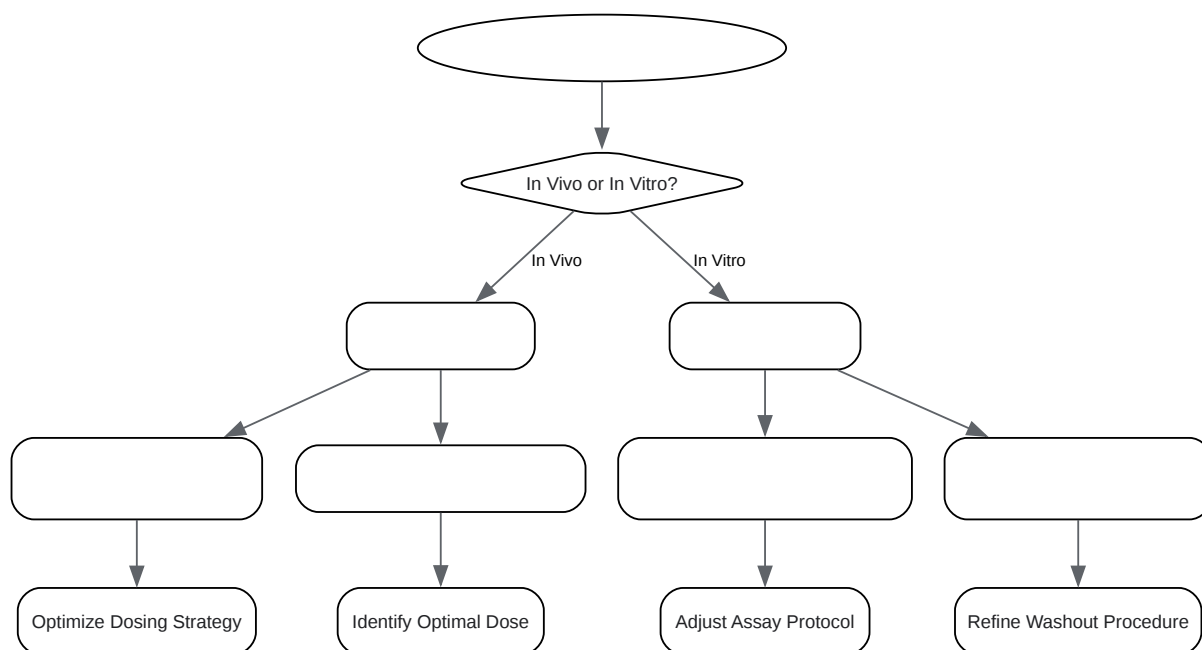 In Vivo or In Vitro?
In Vivo
In Vitro
Optimize Dosing Strategy
Identify Optimal Dose
Adjust Assay Protocol
Refine Washout Procedure